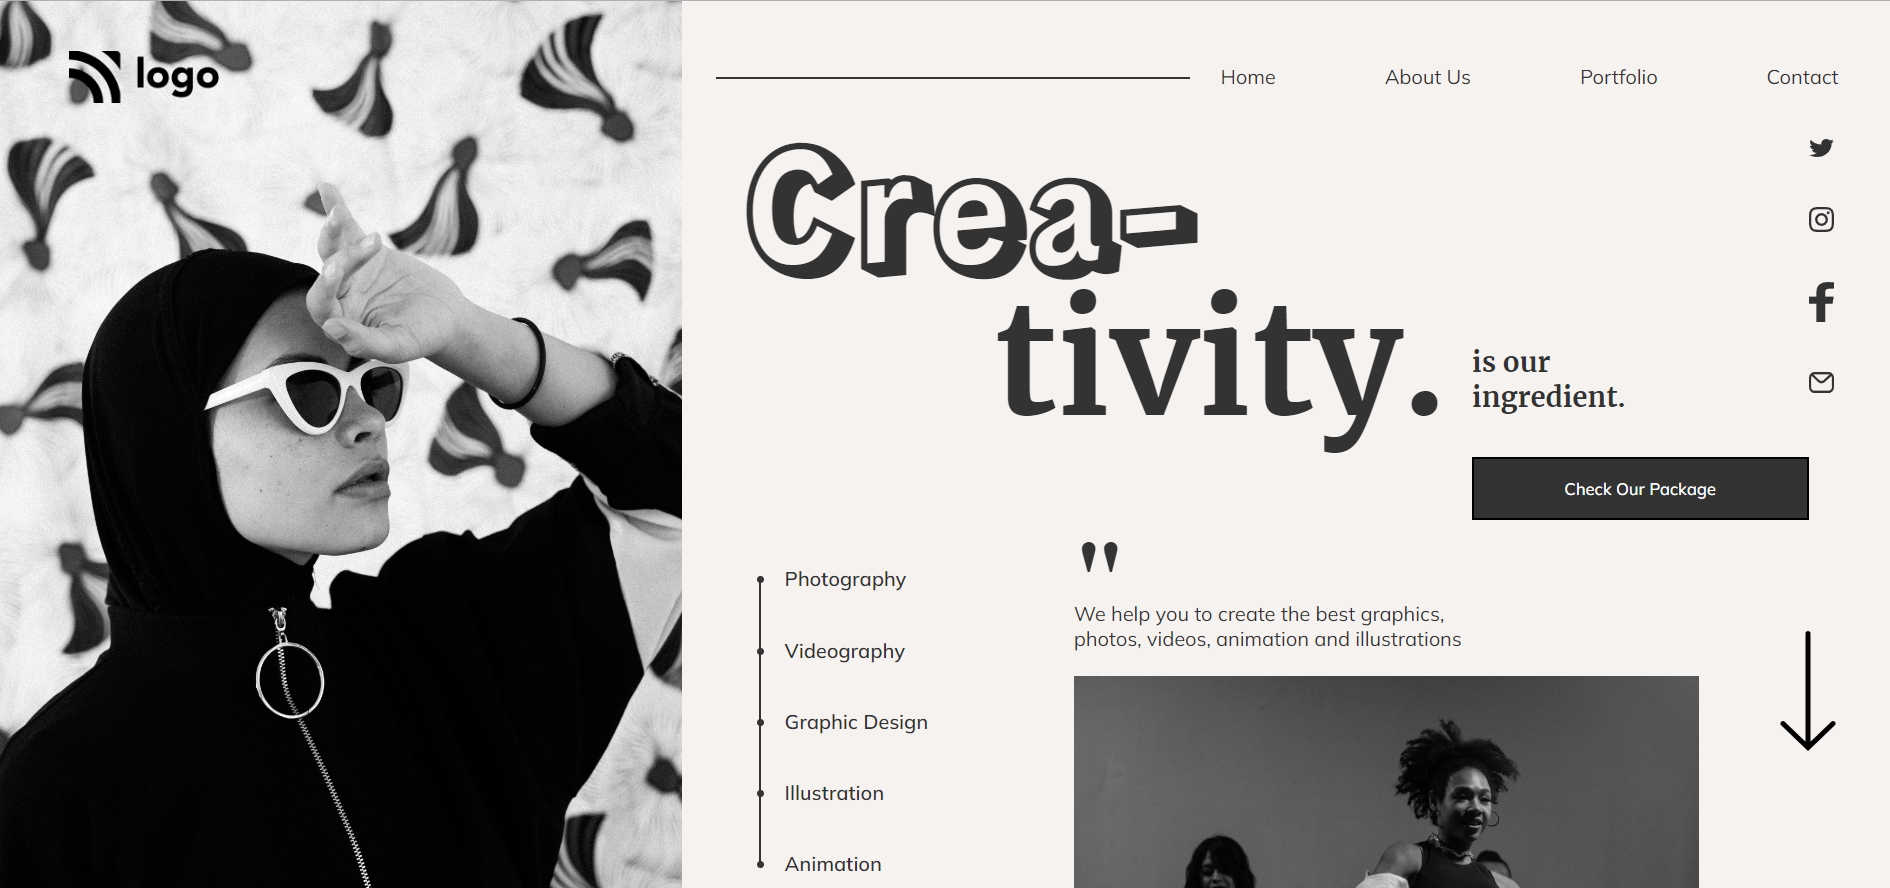 logo
Home About Us Portfolio Contact
Crea-
tivity.
is our
ingredient.
Check Our Package
Photography
Videography
Graphic Design
Illustration
Animation
"
We help you to create the best graphics,
photos, videos, animation and illustrations